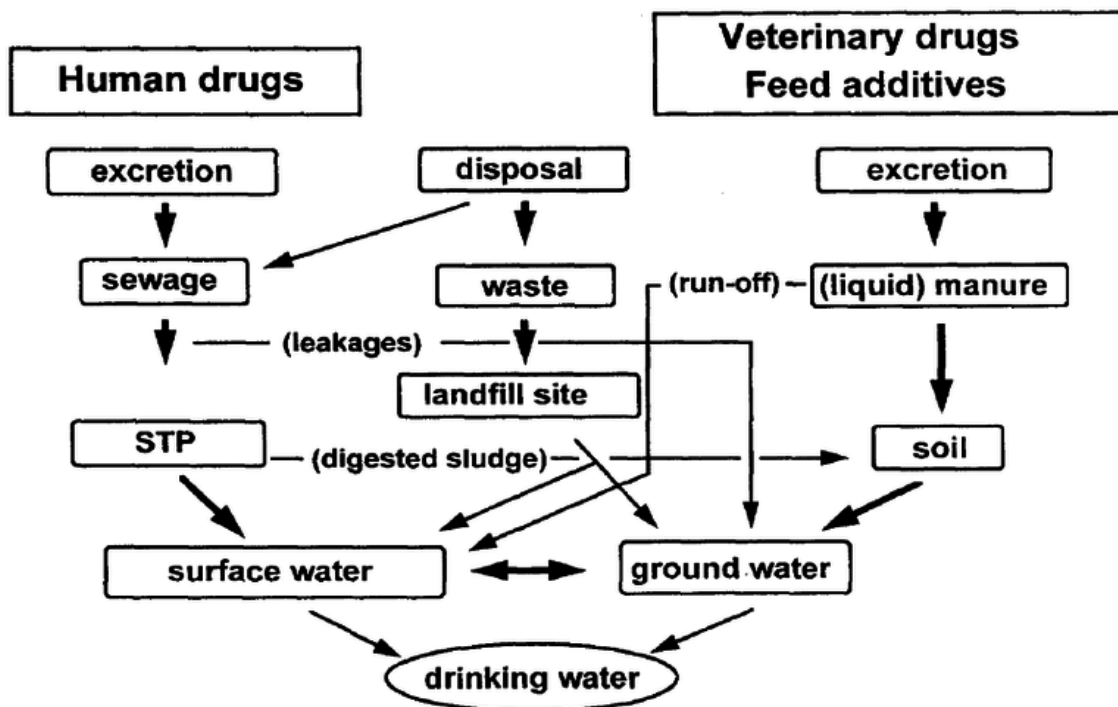 Human drugs
Veterinary drugs
Feed additives
excretion
disposal
excretion
sewage
waste
(run-off)
(liquid) manure
(leakages)
landfill site
STP
(digested sludge)
soil
surface water
ground water
drinking water